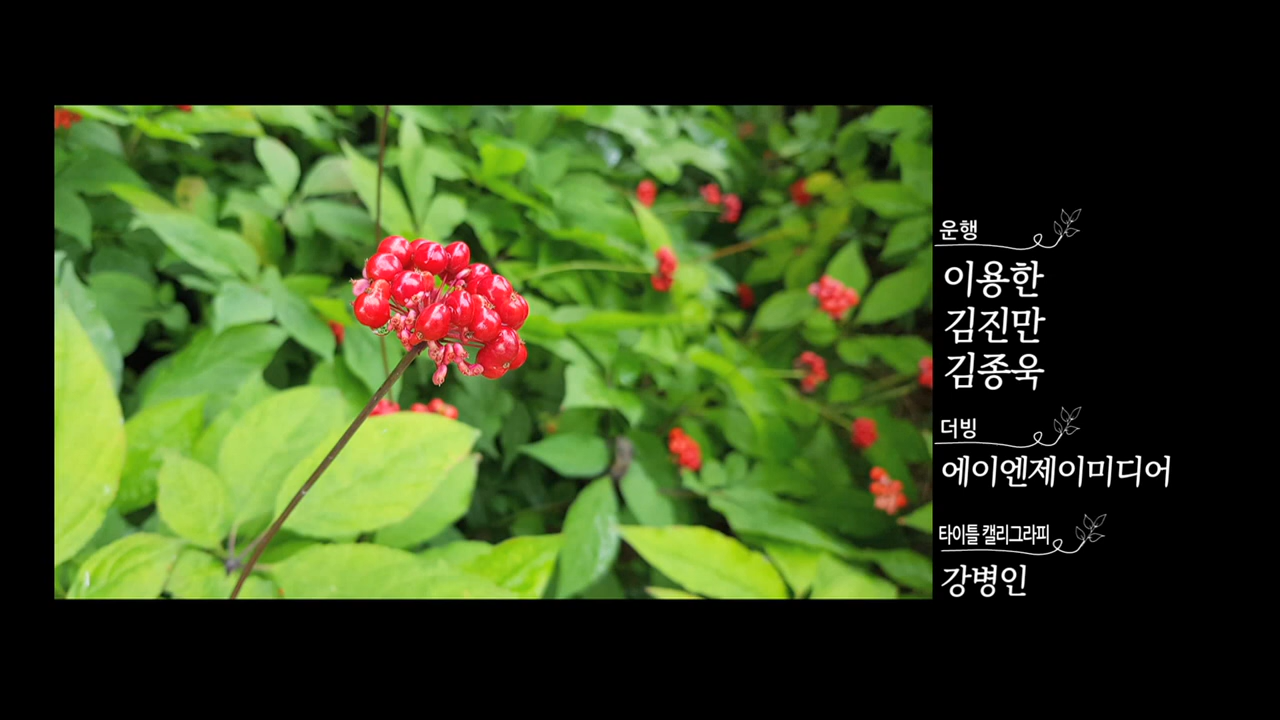 운행
이용한
김진만
김종욱
더빙
에이엔제이미디어
타이틀 캘리그라피
강병인